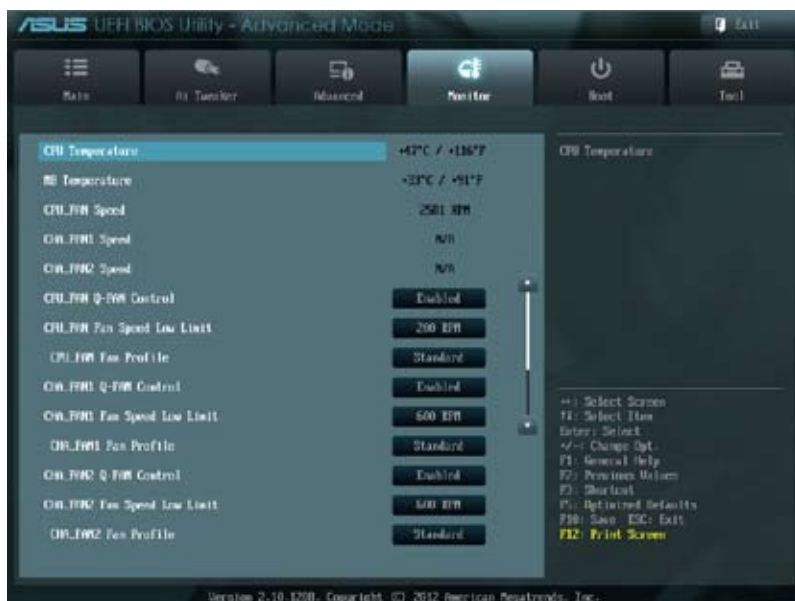 ASUS UEFI BIOS Utility - Advanced Mode
Exit
Main
Ai Tweaker
Advanced
Monitor
Boot
Tool
CPU Temperature +47°C / +116°F
MB Temperature +33°C / +91°F
CPU_FAN Speed 2581 RPM
CHA_FAN1 Speed N/A
CHA_FAN2 Speed N/A
CPU_FAN Q-FAN Control Enabled
CPU_FAN Fan Speed Low Limit 200 RPM
CPU_FAN Fan Profile Standard
CHA_FAN1 Q-FAN Control Enabled
CHA_FAN1 Fan Speed Low Limit 600 RPM
CHA_FAN1 Fan Profile Standard
CHA_FAN2 Q-FAN Control Enabled
CHA_FAN2 Fan Speed Low Limit 600 RPM
CHA_FAN2 Fan Profile Standard
CPU Temperature
→←: Select Screen
↑↓: Select Item
Enter: Select
+/-: Change Opt.
F1: General Help
F2: Previous Values
F3: Shortcut
F5: Optimized Defaults
F10: Save ESC: Exit
F12: Print Screen
Version 2.10.1208. Copyright (C) 2012 American Megatrends, Inc.